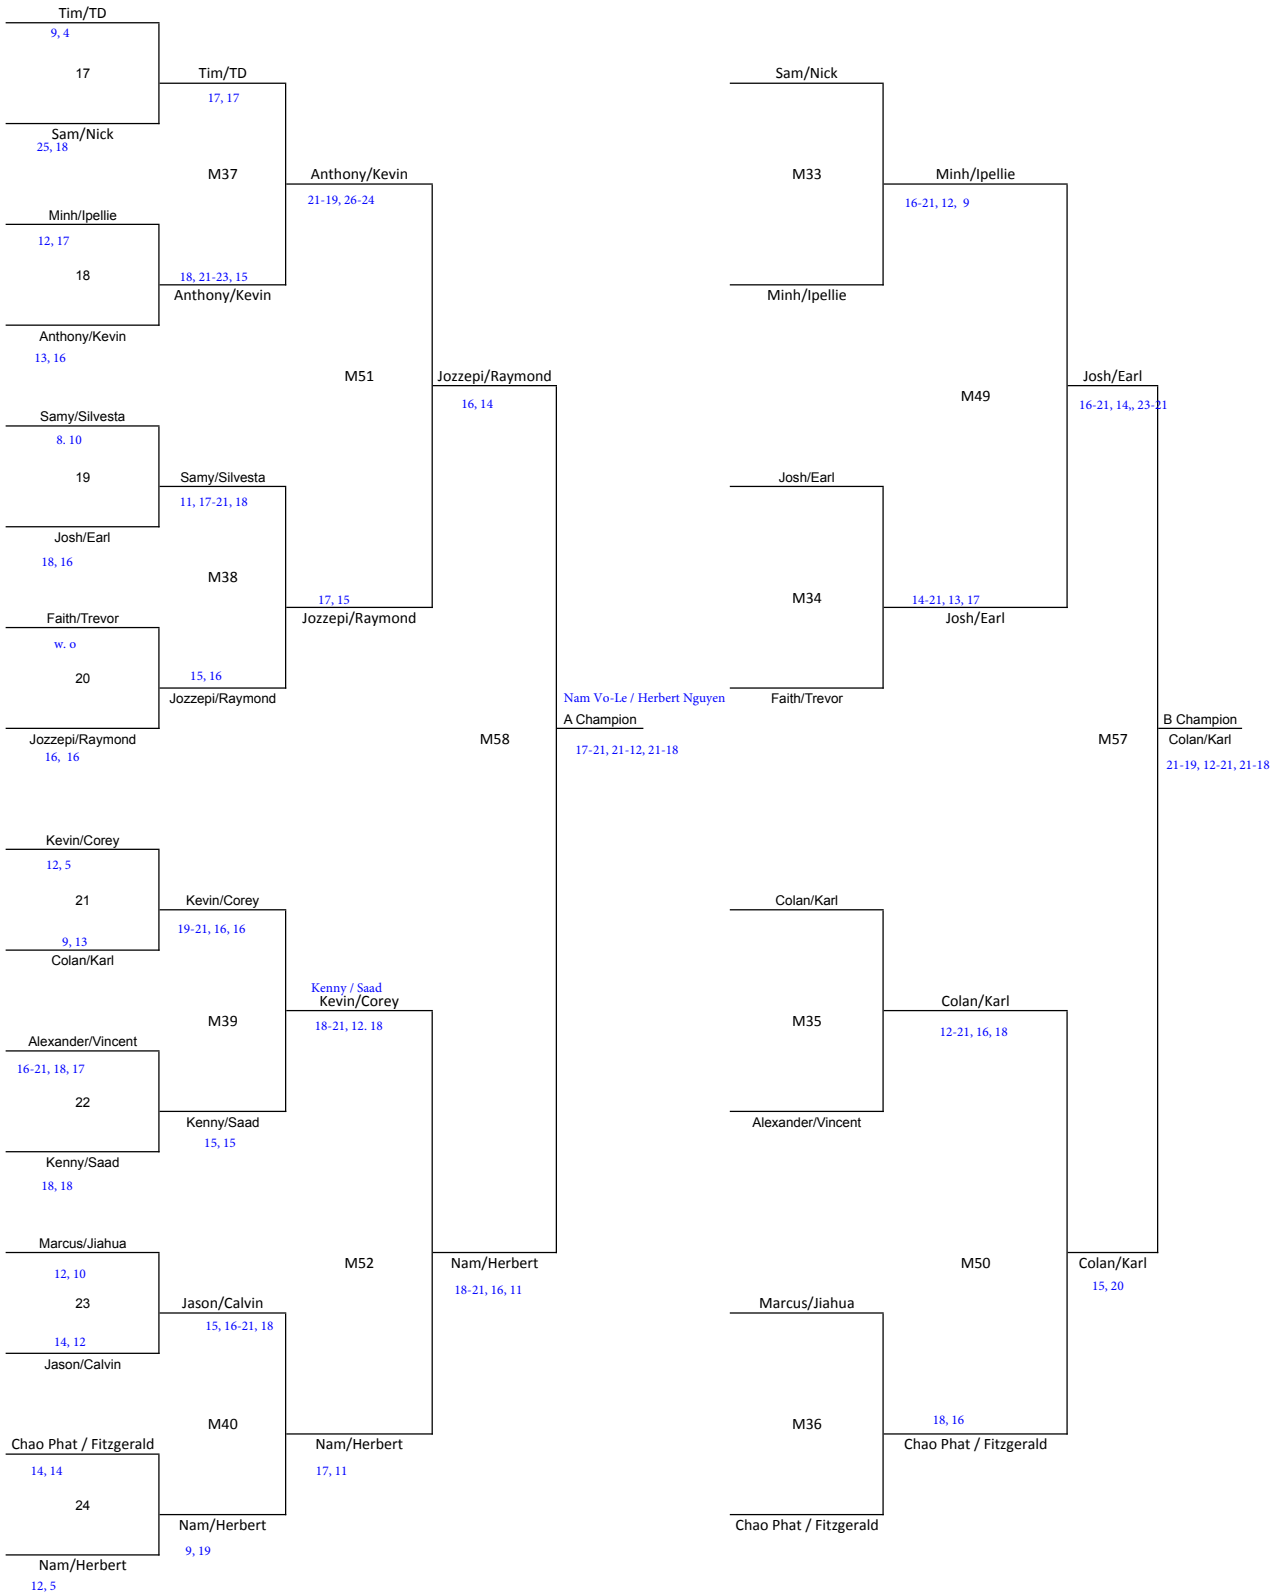 Tim/TD
9, 4
17
Tim/TD
17, 17
Sam/Nick
25, 18
M37
Anthony/Kevin
21-19, 26-24
Minh/Ipellie
12, 17
18
18, 21-23, 15
Anthony/Kevin
Anthony/Kevin
13, 16
M51
Jozzepi/Raymond
16, 14
Samy/Silvesta
8. 10
19
Samy/Silvesta
11, 17-21, 18
Josh/Earl
18, 16
M38
17, 15
Jozzepi/Raymond
Faith/Trevor
w. o
20
15, 16
Jozzepi/Raymond
Jozzepi/Raymond
16, 16
M58
Nam Vo-Le / Herbert Nguyen
A Champion
17-21, 21-12, 21-18
Kevin/Corey
12, 5
21
Kevin/Corey
19-21, 16, 16
9, 13
Colan/Karl
M39
Kenny / Saad
Kevin/Corey
18-21, 12. 18
Alexander/Vincent
16-21, 18, 17
22
Kenny/Saad
15, 15
Kenny/Saad
18, 18
M52
Nam/Herbert
18-21, 16, 11
Marcus/Jiahua
12, 10
23
Jason/Calvin
15, 16-21, 18
14, 12
Jason/Calvin
M40
Nam/Herbert
17, 11
Chao Phat / Fitzgerald
14, 14
24
Nam/Herbert
9, 19
Nam/Herbert
12, 5
Sam/Nick
M33
Minh/Ipellie
16-21, 12, 9
Minh/Ipellie
M49
Josh/Earl
16-21, 14,, 23-21
Josh/Earl
M34
14-21, 13, 17
Josh/Earl
Faith/Trevor
M57
B Champion
Colan/Karl
21-19, 12-21, 21-18
Colan/Karl
M35
Colan/Karl
12-21, 16, 18
Alexander/Vincent
M50
Colan/Karl
15, 20
Marcus/Jiahua
M36
18, 16
Chao Phat / Fitzgerald
Chao Phat / Fitzgerald